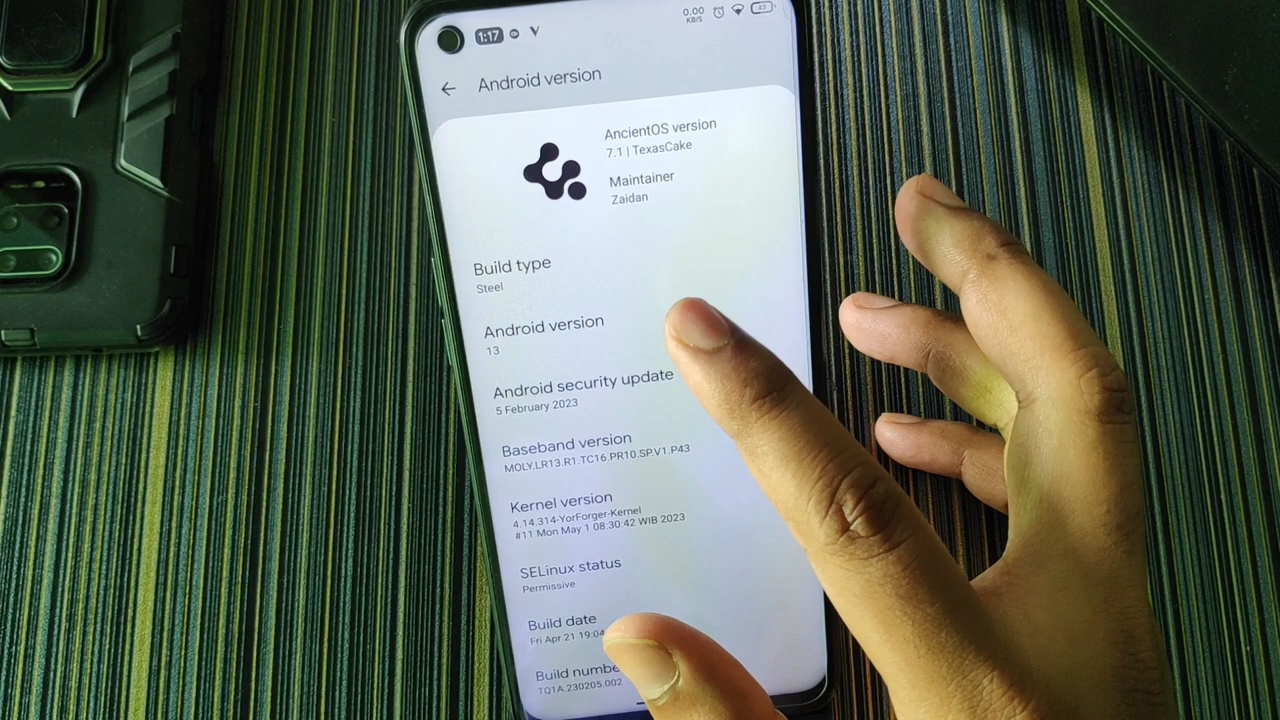 1:17
0.00
KB/S
43
Android version
AncientOS version
7.1 | TexasCake
Maintainer
Zaidan
Build type
Steel
Android version
13
Android security update
5 February 2023
Baseband version
MOLY.LR13.R1.TC16.PR10.SP.V1.P43
Kernel version
4.14.314-YorForger-Kernel
#11 Mon May 1 08:30:42 WIB 2023
SELinux status
Permissive
Build date
Fri Apr 21 19:04
Build numbe
TQ1A.230205.002